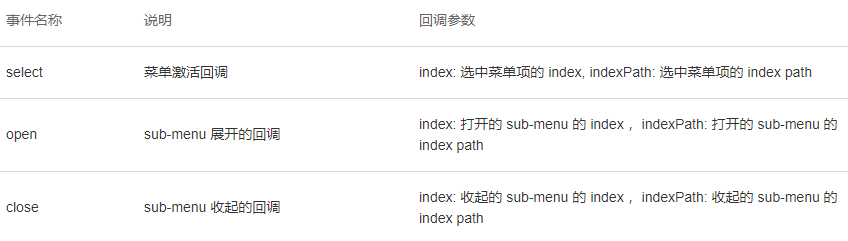 事件名称 说明 回调参数
select 菜单激活回调 index: 选中菜单项的 index, indexPath: 选中菜单项的 index path
open sub-menu 展开的回调 index: 打开的 sub-menu 的 index ，indexPath: 打开的 sub-menu 的
index path
close sub-menu 收起的回调 index: 收起的 sub-menu 的 index ，indexPath: 收起的 sub-menu 的
index path